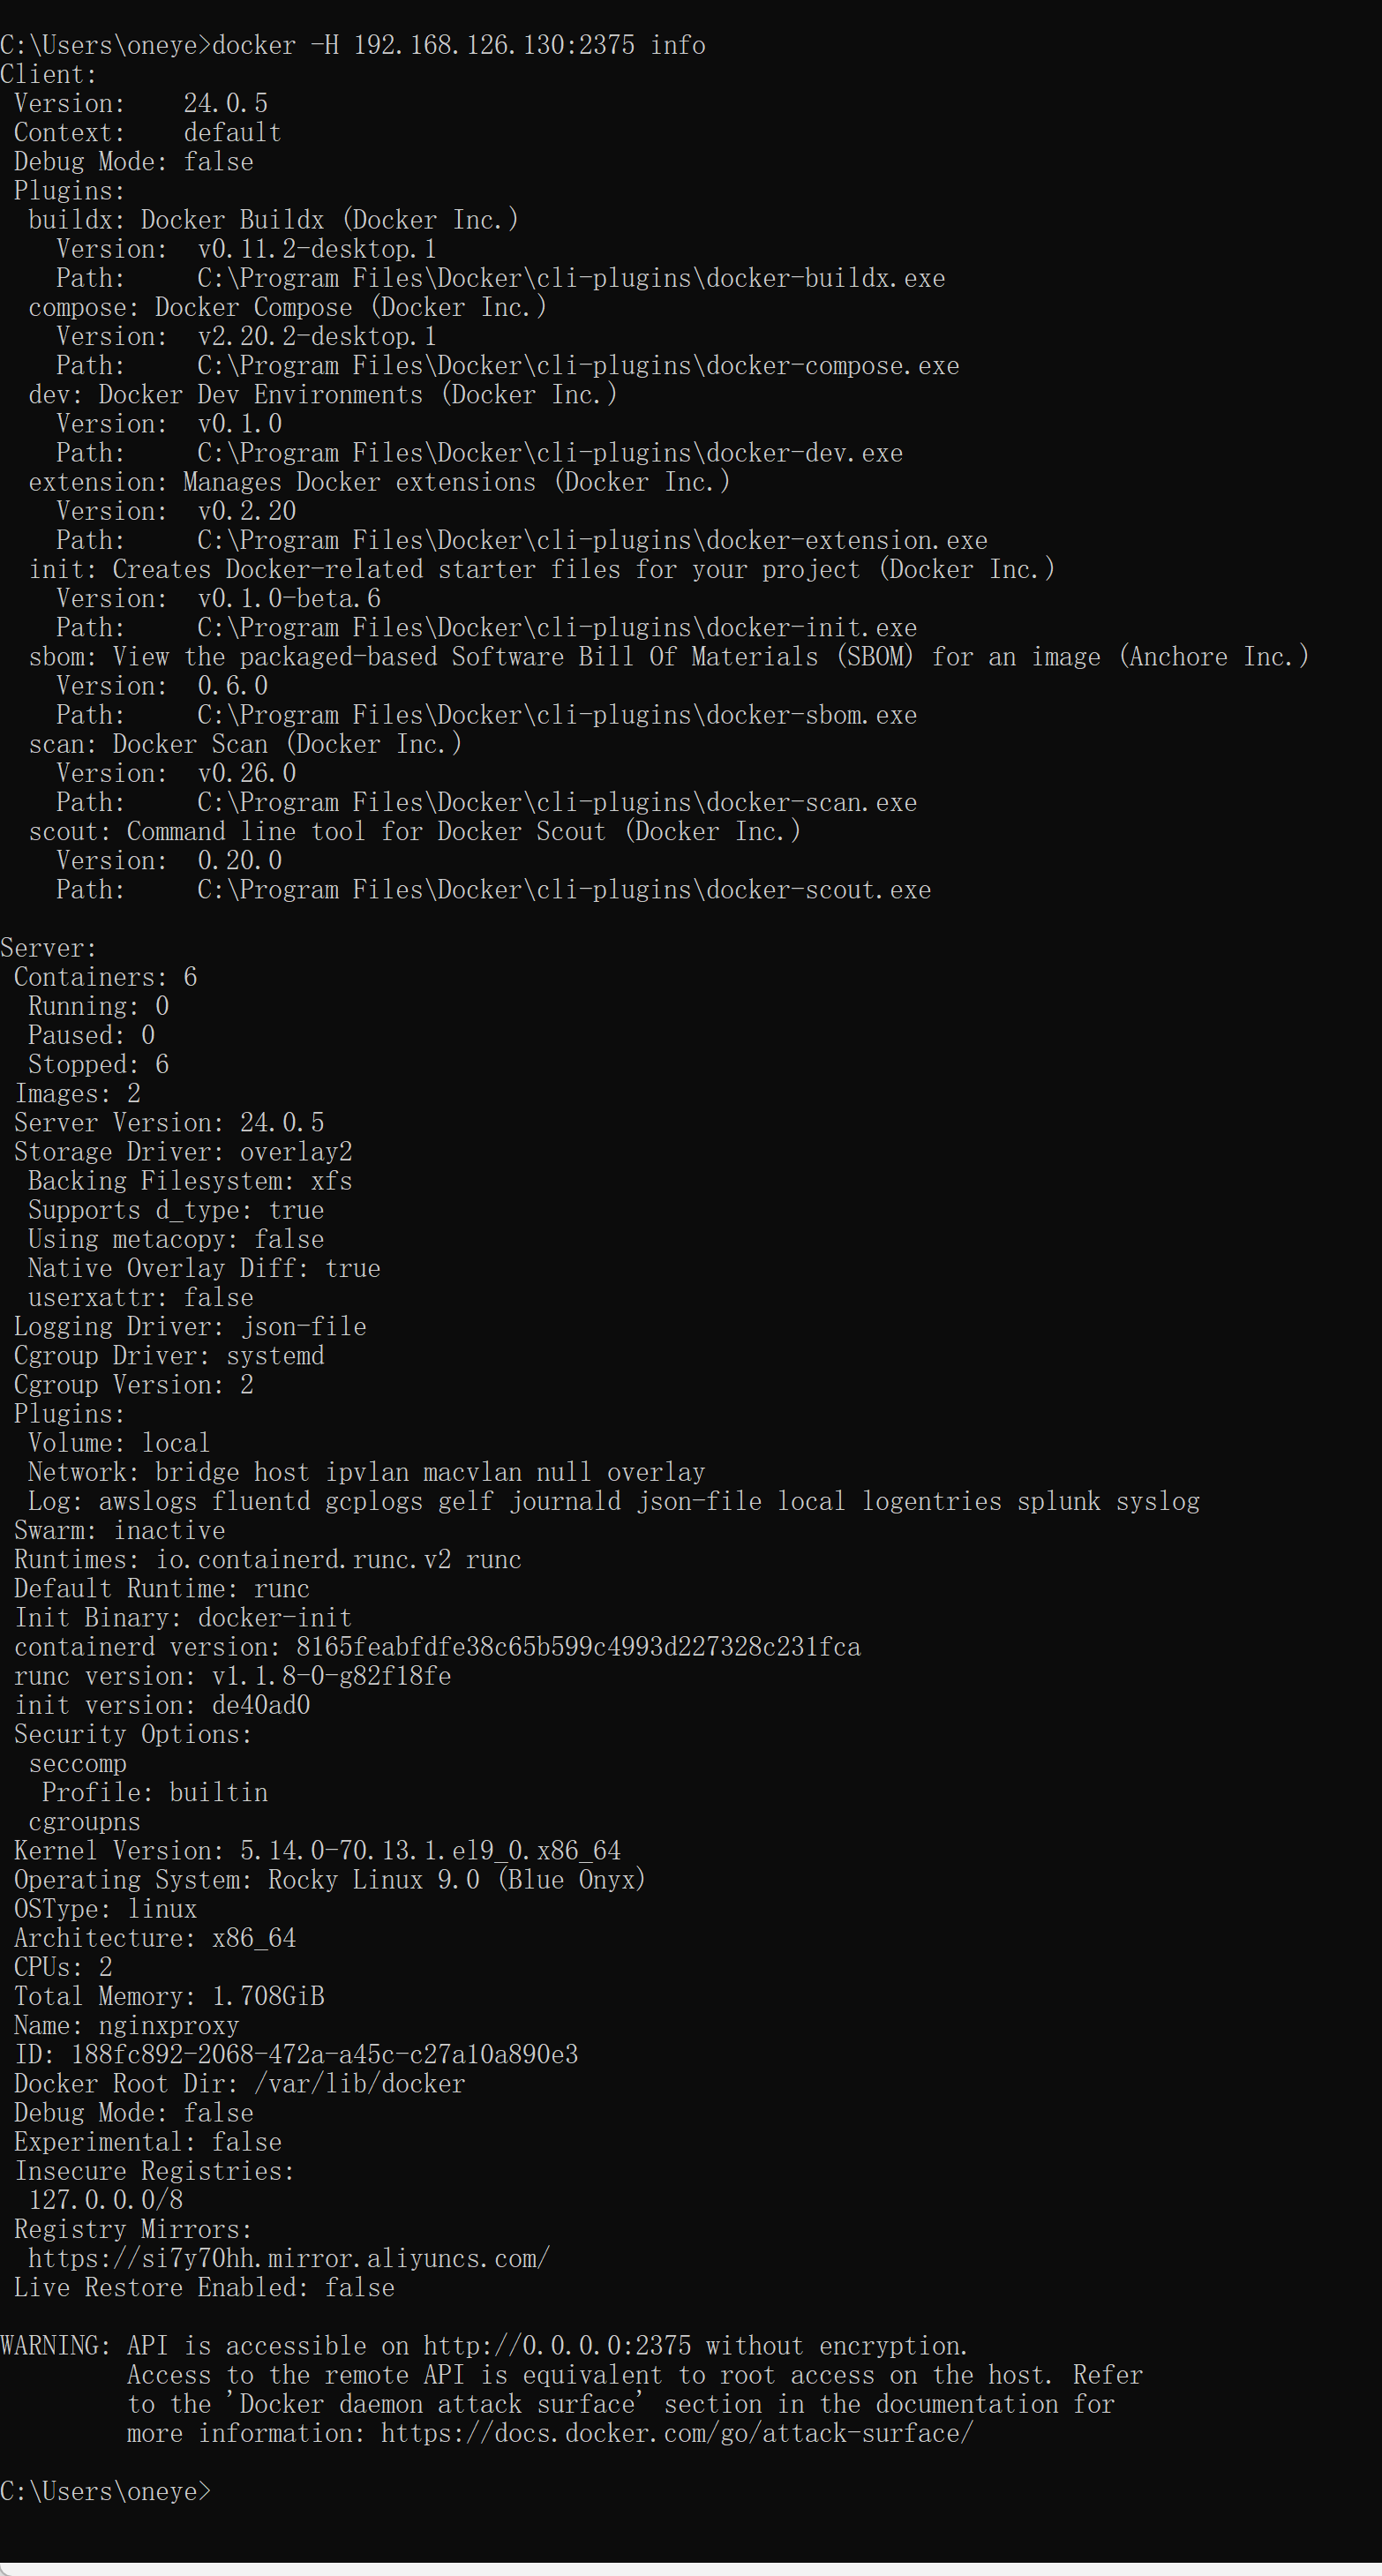 C:\Users\oneye>docker -H 192.168.126.130:2375 info
Client:
 Version:    24.0.5
 Context:    default
 Debug Mode: false
 Plugins:
  buildx: Docker Buildx (Docker Inc.)
    Version:  v0.11.2-desktop.1
    Path:     C:\Program Files\Docker\cli-plugins\docker-buildx.exe
  compose: Docker Compose (Docker Inc.)
    Version:  v2.20.2-desktop.1
    Path:     C:\Program Files\Docker\cli-plugins\docker-compose.exe
  dev: Docker Dev Environments (Docker Inc.)
    Version:  v0.1.0
    Path:     C:\Program Files\Docker\cli-plugins\docker-dev.exe
  extension: Manages Docker extensions (Docker Inc.)
    Version:  v0.2.20
    Path:     C:\Program Files\Docker\cli-plugins\docker-extension.exe
  init: Creates Docker-related starter files for your project (Docker Inc.)
    Version:  v0.1.0-beta.6
    Path:     C:\Program Files\Docker\cli-plugins\docker-init.exe
  sbom: View the packaged-based Software Bill Of Materials (SBOM) for an image (Anchore Inc.)
    Version:  0.6.0
    Path:     C:\Program Files\Docker\cli-plugins\docker-sbom.exe
  scan: Docker Scan (Docker Inc.)
    Version:  v0.26.0
    Path:     C:\Program Files\Docker\cli-plugins\docker-scan.exe
  scout: Command line tool for Docker Scout (Docker Inc.)
    Version:  0.20.0
    Path:     C:\Program Files\Docker\cli-plugins\docker-scout.exe

Server:
 Containers: 6
  Running: 0
  Paused: 0
  Stopped: 6
 Images: 2
 Server Version: 24.0.5
 Storage Driver: overlay2
  Backing Filesystem: xfs
  Supports d_type: true
  Using metacopy: false
  Native Overlay Diff: true
  userxattr: false
 Logging Driver: json-file
 Cgroup Driver: systemd
 Cgroup Version: 2
 Plugins:
  Volume: local
  Network: bridge host ipvlan macvlan null overlay
  Log: awslogs fluentd gcplogs gelf journald json-file local logentries splunk syslog
 Swarm: inactive
 Runtimes: io.containerd.runc.v2 runc
 Default Runtime: runc
 Init Binary: docker-init
 containerd version: 8165feabfdfe38c65b599c4993d227328c231fca
 runc version: v1.1.8-0-g82f18fe
 init version: de40ad0
 Security Options:
  seccomp
   Profile: builtin
  cgroupns
 Kernel Version: 5.14.0-70.13.1.el9_0.x86_64
 Operating System: Rocky Linux 9.0 (Blue Onyx)
 OSType: linux
 Architecture: x86_64
 CPUs: 2
 Total Memory: 1.708GiB
 Name: nginxproxy
 ID: 188fc892-2068-472a-a45c-c27a10a890e3
 Docker Root Dir: /var/lib/docker
 Debug Mode: false
 Experimental: false
 Insecure Registries:
  127.0.0.0/8
 Registry Mirrors:
  https://si7y70hh.mirror.aliyuncs.com/
 Live Restore Enabled: false

WARNING: API is accessible on http://0.0.0.0:2375 without encryption.
         Access to the remote API is equivalent to root access on the host. Refer
         to the 'Docker daemon attack surface' section in the documentation for
         more information: https://docs.docker.com/go/attack-surface/

C:\Users\oneye>